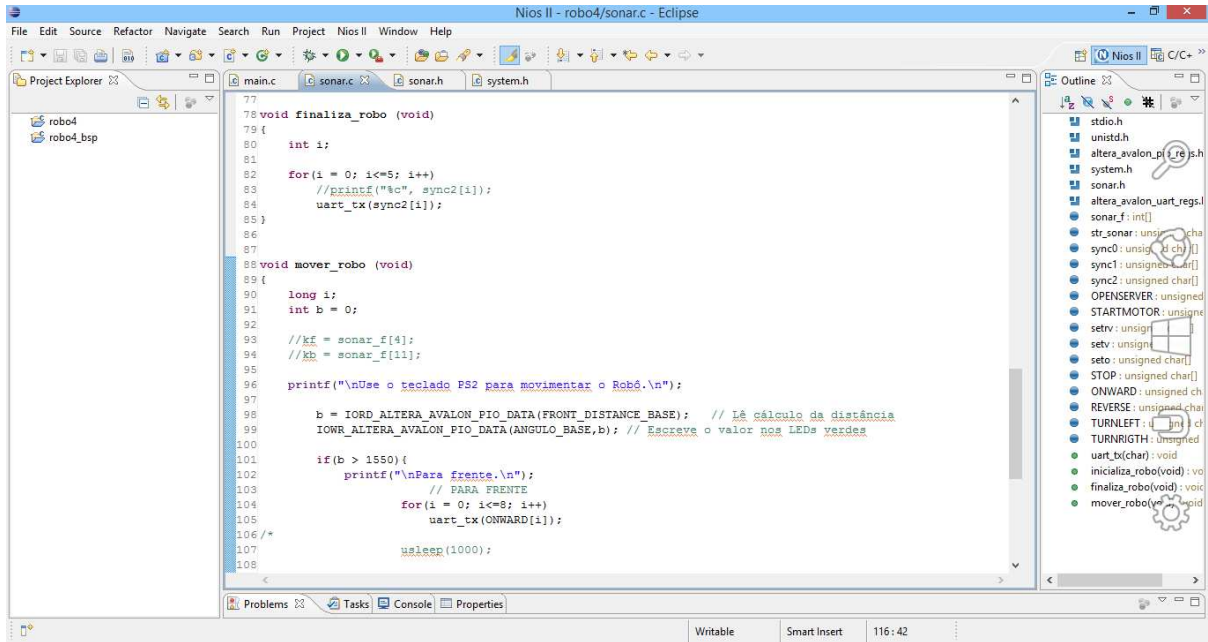 Nios II - robo4/sonar.c - Eclipse
File Edit Source Refactor Navigate Search Run Project Nios II Window Help
Nios II C/C+ »
Project Explorer
robo4
robo4_bsp
main.c sonar.c sonar.h system.h
77
78 void finaliza_robo (void)
79 {
80 int i;
81
82 for(i = 0; i<=5; i++)
83 //printf("%c", sync2[i]);
84 uart_tx(sync2[i]);
85 }
86
87
88 void mover_robo (void)
89 {
90 long i;
91 int b = 0;
92
93 //kf = sonar_f[4];
94 //kb = sonar_f[11];
95
96 printf("\nUse o teclado PS2 para movimentar o Robô.\n");
97
98 b = IORD_ALTERA_AVALON_PIO_DATA(FRONT_DISTANCE_BASE); // Lê cálculo da distância
99 IOWR_ALTERA_AVALON_PIO_DATA(ANGULO_BASE,b); // Escreve o valor nos LEDs verdes
100
101 if(b > 1550){
102 printf("\nPara frente.\n");
103 // PARA FRENTE
104 for(i = 0; i<=8; i++)
105 uart_tx(ONWARD[i]);
106 /*
107 usleep(1000);
108
Outline
stdio.h
unistd.h
system.h
sonar.h
altera_avalon_uart_regs.
sonar_f : int[]
str_sonar :
sync0 :
sync1 :
sync2 : unsigned char[]
OPENSERVER : unsigned
STARTMOTOR : unsigne
setrv :
setv :
seto : unsigned char[]
STOP : unsigned char[]
ONWARD : unsigned ch
REVERSE : unsigned cha
TURNLEFT :
TURNRIGTH : unsigned
uart_tx(char) : void
inicializa_robo(void) : vo
finaliza_robo(void) : voic
Problems Tasks Console Properties
Writable Smart Insert 116 : 42